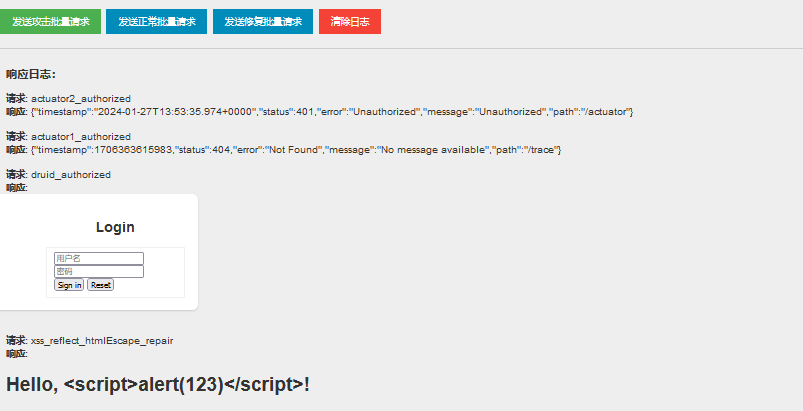 发送攻击批量请求 发送正常批量请求 发送修复批量请求 清除日志
响应日志：
请求: actuator2_authorized
响应: {"timestamp":"2024-01-27T13:53:35.974+0000","status":401,"error":"Unauthorized","message":"Unauthorized","path":"/actuator"}
请求: actuator1_authorized
响应: {"timestamp":1706363615983,"status":404,"error":"Not Found","message":"No message available","path":"/trace"}
请求: druid_authorized
响应:
Login
用户名
密码
Sign in Reset
请求: xss_reflect_htmlEscape_repair
响应:
Hello, <script>alert(123)</script>!